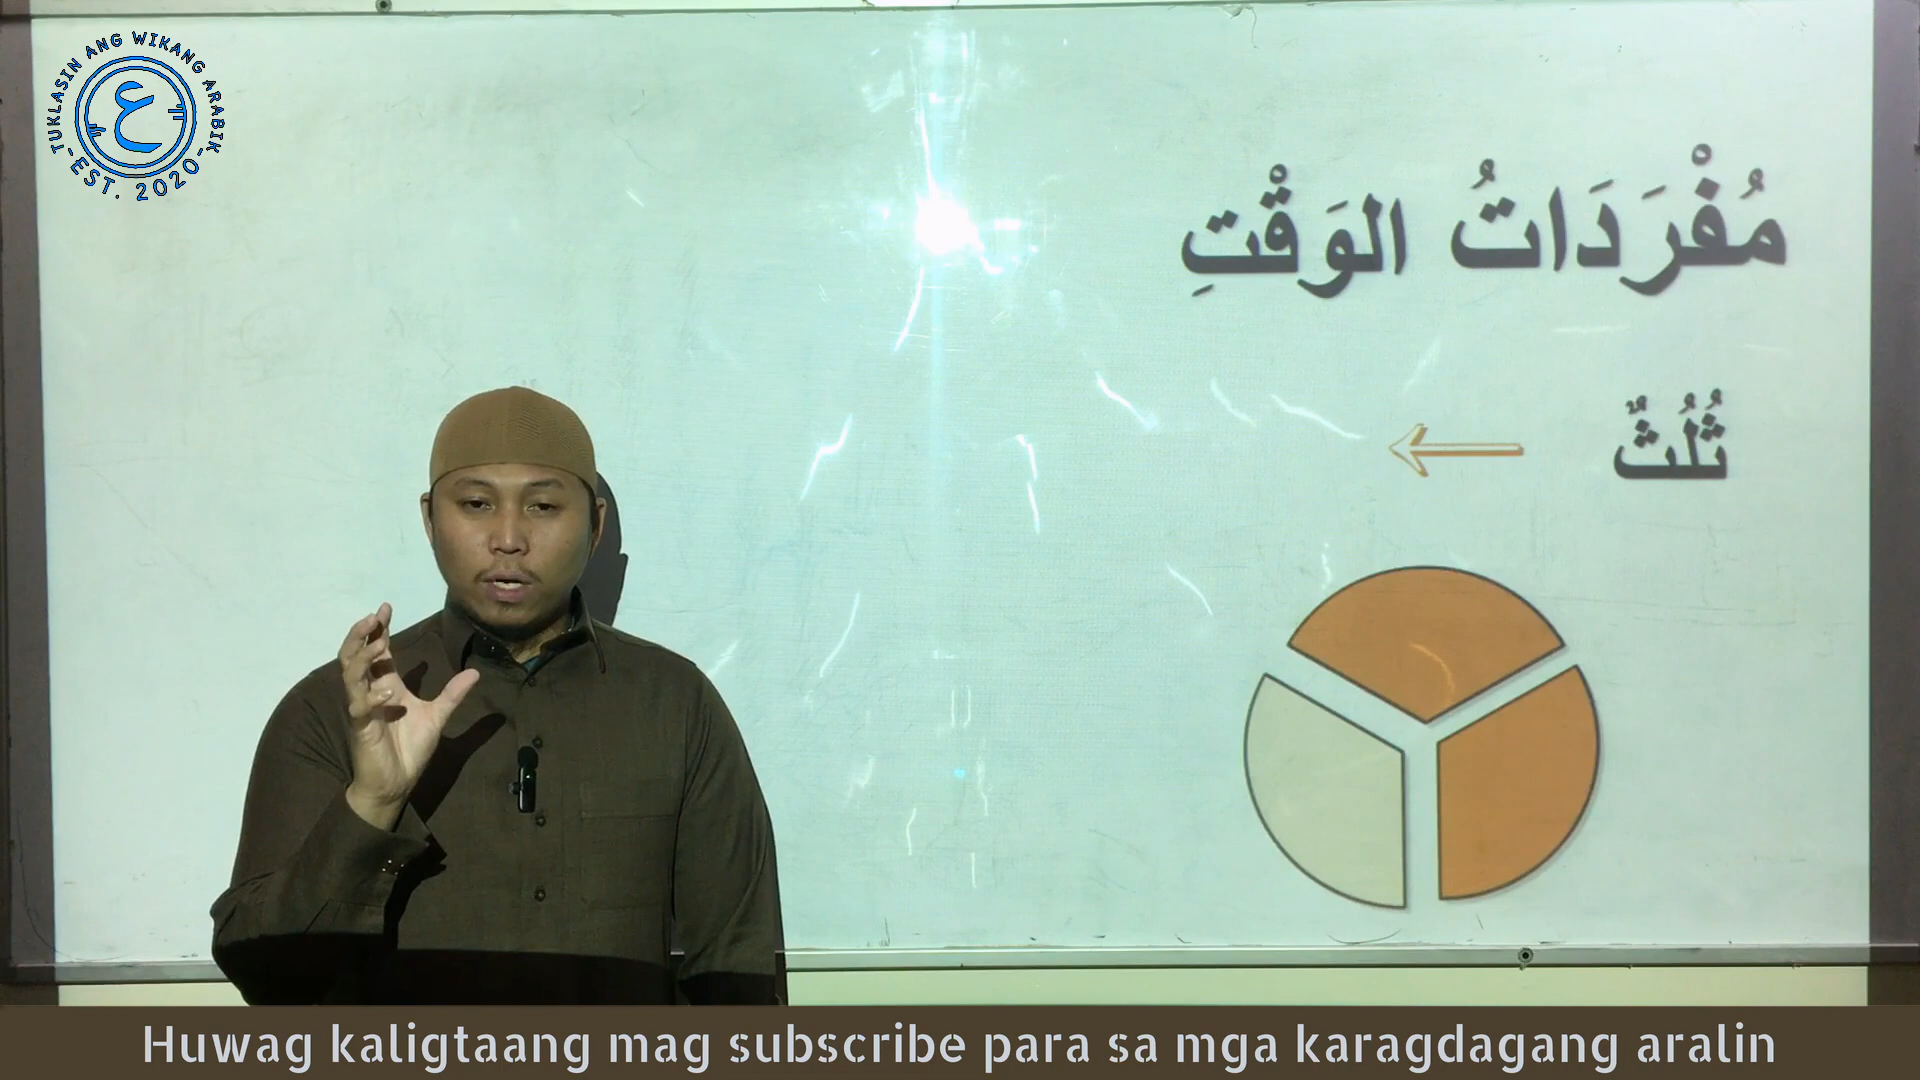 TUKLASIN ANG WIKANG ARABIK
ع
-EST. 2020-
مُفْرَدَاتُ الوَقْتِ
ثُلُثٌ
Huwag kaligtaang mag subscribe para sa mga karagdagang aralin